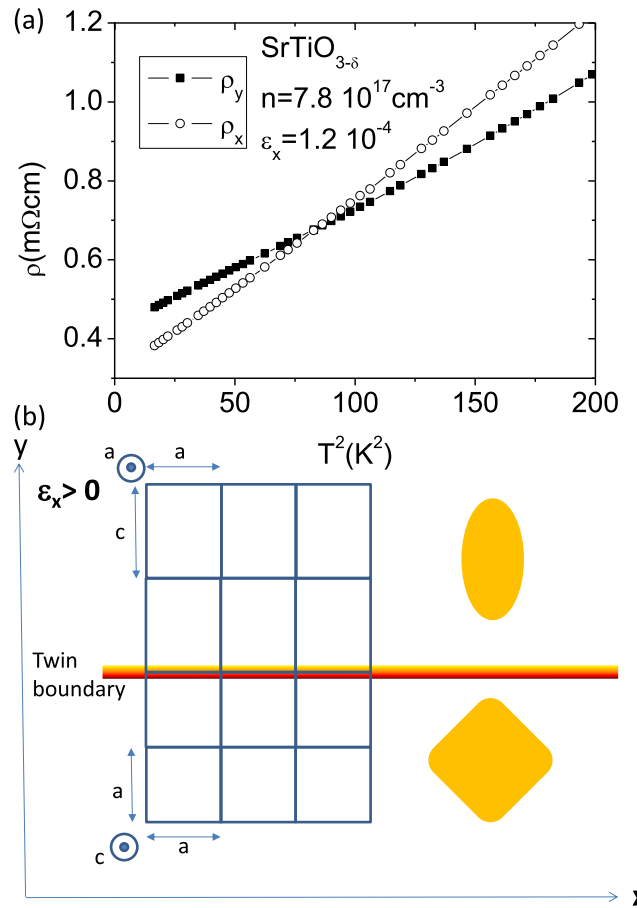 (a)
1.2
1.0
0.8
0.6
0.4
ρ(mΩcm)
ρy
ρx
SrTiO3-δ
n=7.8 10^17cm^-3
εx=1.2 10^-4
0
50
100
150
200
T^2(K^2)
(b)
y
a
a
εx> 0
c
Twin
boundary
a
c
a
x